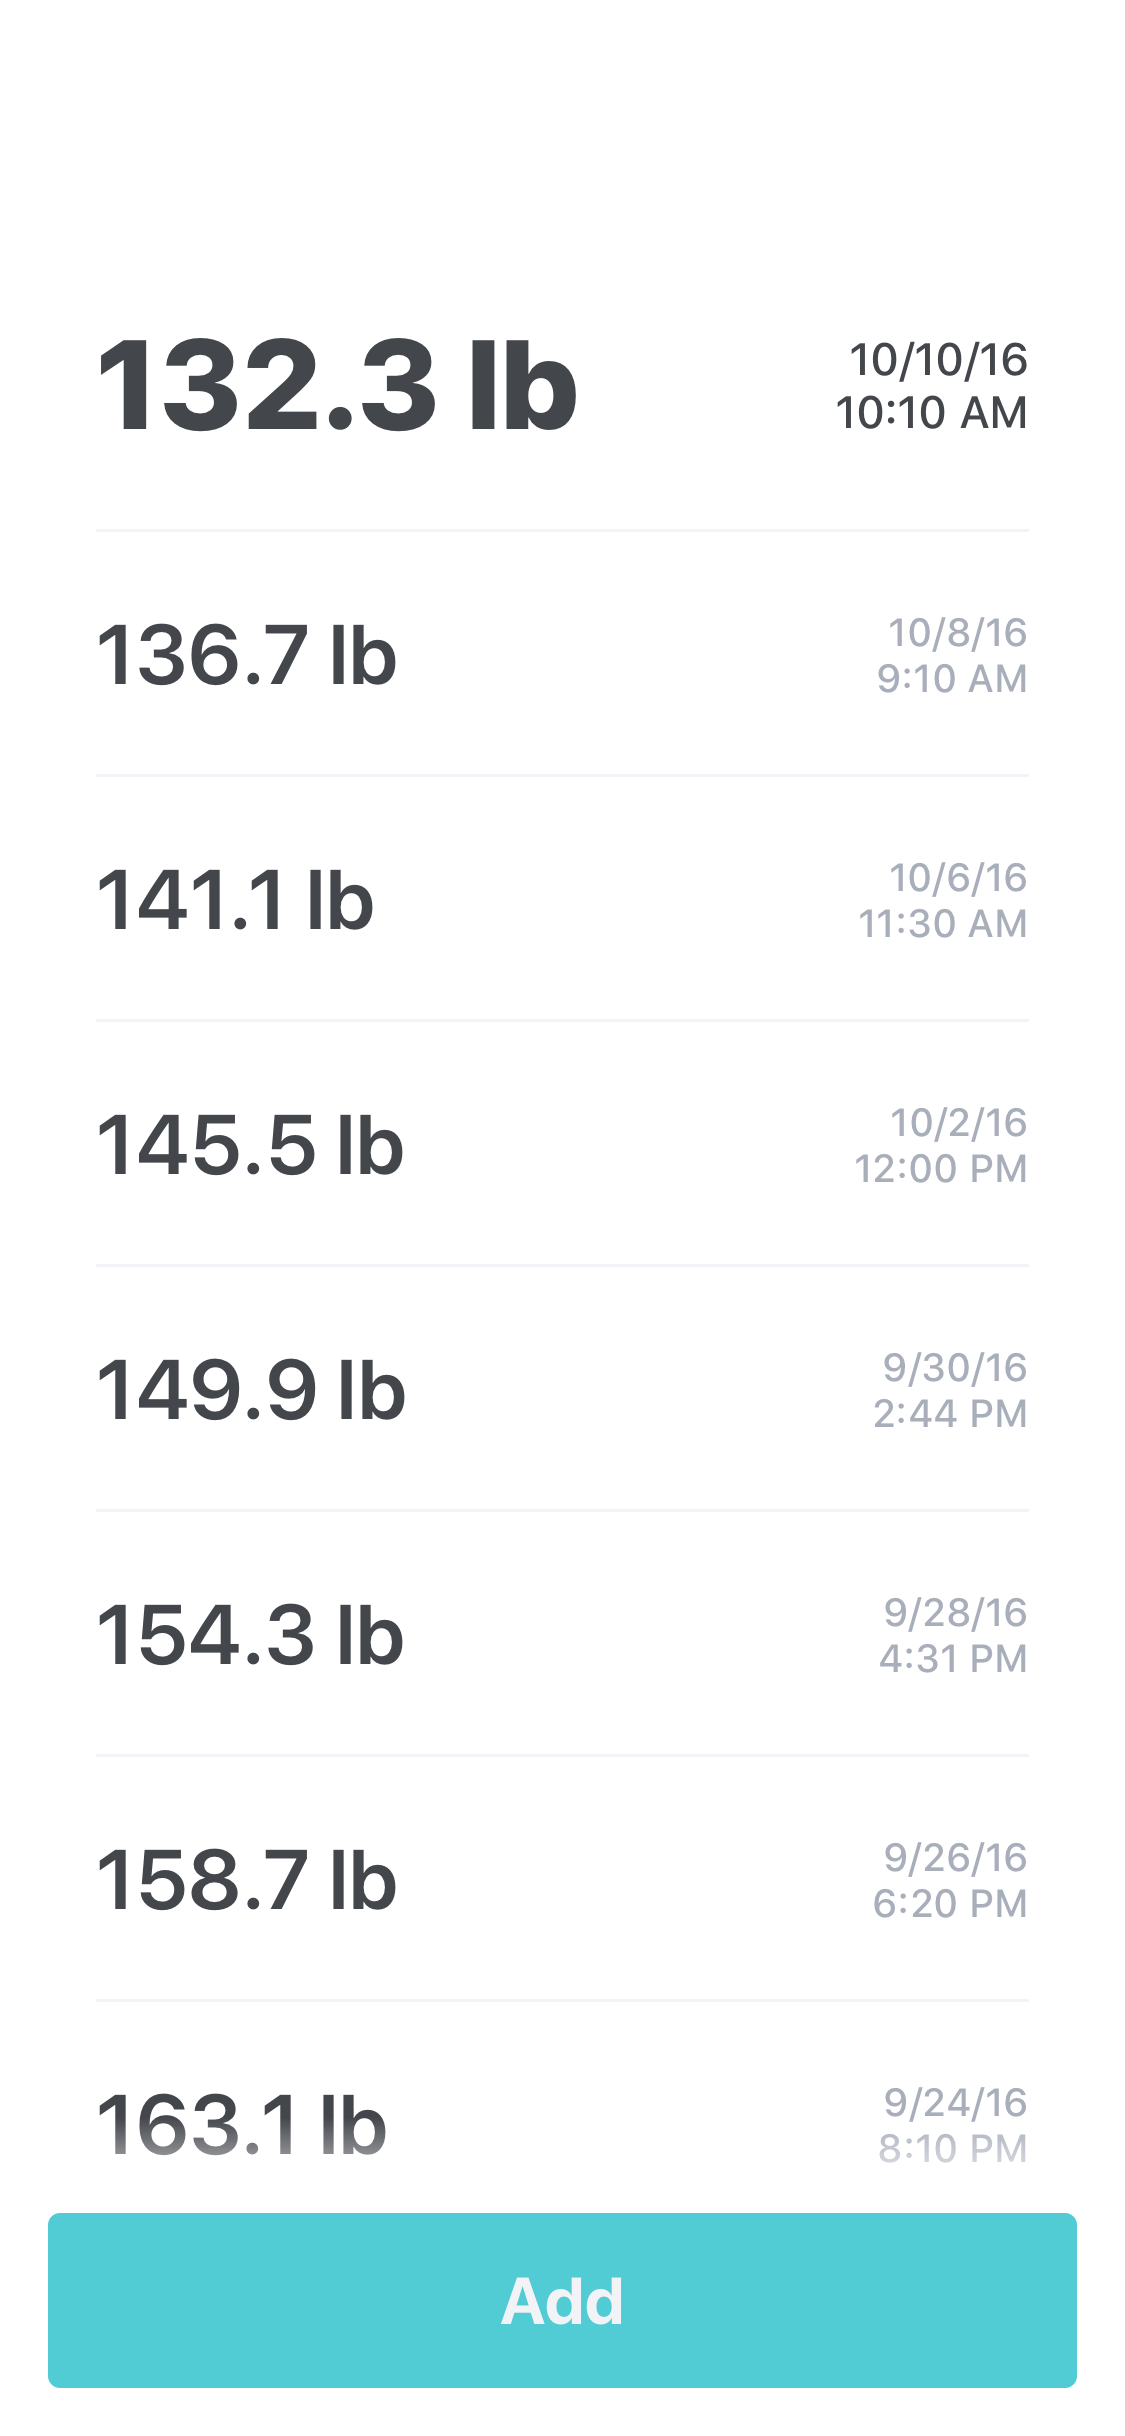 132.3 lb
10/10/16
10:10 AM
136.7 lb
10/8/16
9:10 AM
141.1 lb
10/6/16
11:30 AM
145.5 lb
10/2/16
12:00 PM
149.9 lb
9/30/16
2:44 PM
154.3 lb
9/28/16
4:31 PM
158.7 lb
9/26/16
6:20 PM
163.1 lb
9/24/16
8:10 PM
Add